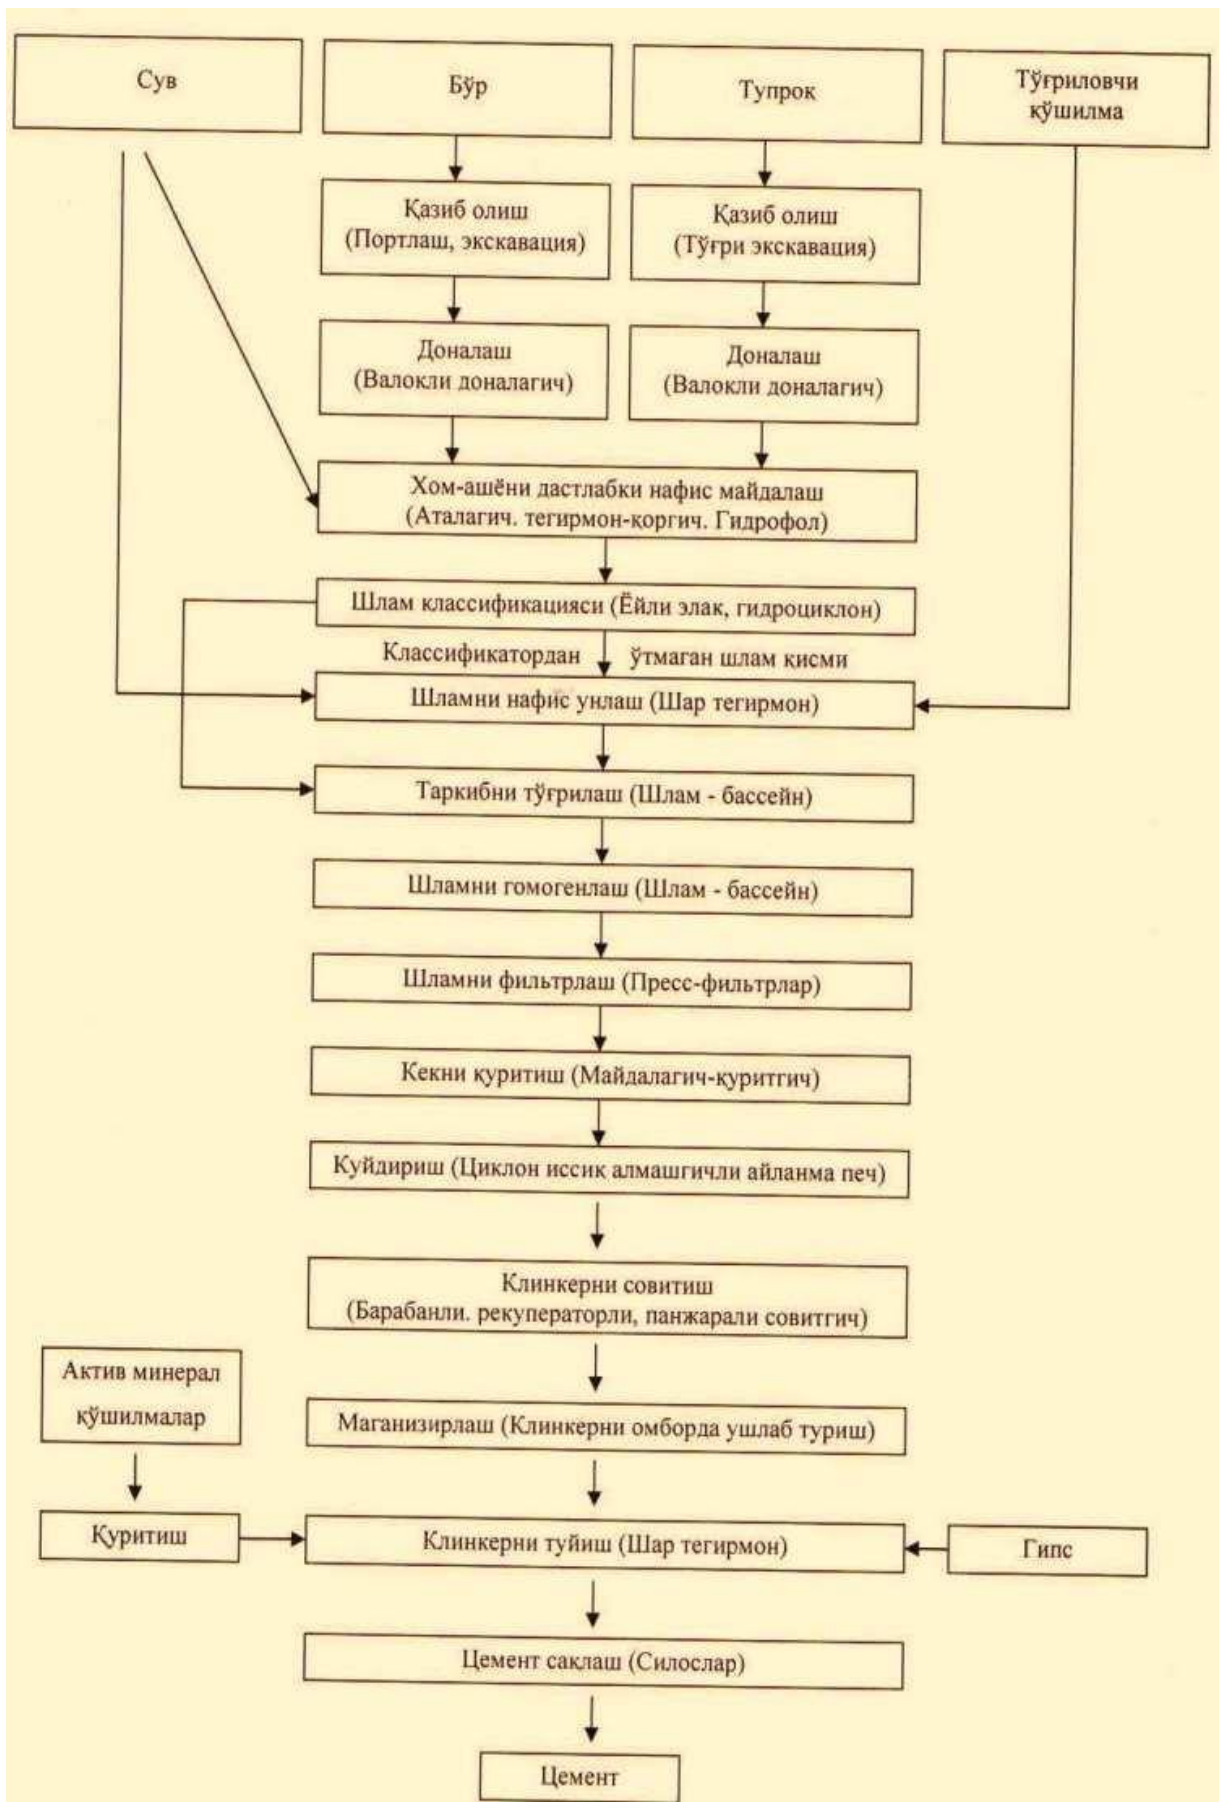 Сув
Бўр
Тупроқ
Тўғриловчи
қўшилма
Қазиб олиш
(Портлаш, экскавация)
Қазиб олиш
(Тўғри экскавация)
Доналаш
(Валокли доналагич)
Доналаш
(Валокли доналагич)
Хом-ашёни дастлабки нафис майдалаш
(Аталагич. тегирмон-қоргич. Гидрофол)
Шлам классификацияси (Ёйли элак, гидроциклон)
Классификатордан ўтмаган шлам қисми
Шламни нафис унлаш (Шар тегирмон)
Таркибни тўғрилаш (Шлам - бассейн)
Шламни гомогенлаш (Шлам - бассейн)
Шламни фильтрлаш (Пресс-фильтрлар)
Кекни қуритиш (Майдалагич-қуритгич)
Куйдириш (Циклон иссиқ алмашгичли айланма печ)
Клинкерни совитиш
(Барабанли. рекуператорли, панжарали совитгич)
Актив минерал
қўшилмалар
Маганизирлаш (Клинкерни омборда ушлаб туриш)
Қуритиш
Клинкерни туйиш (Шар тегирмон)
Гипс
Цемент сақлаш (Силослар)
Цемент